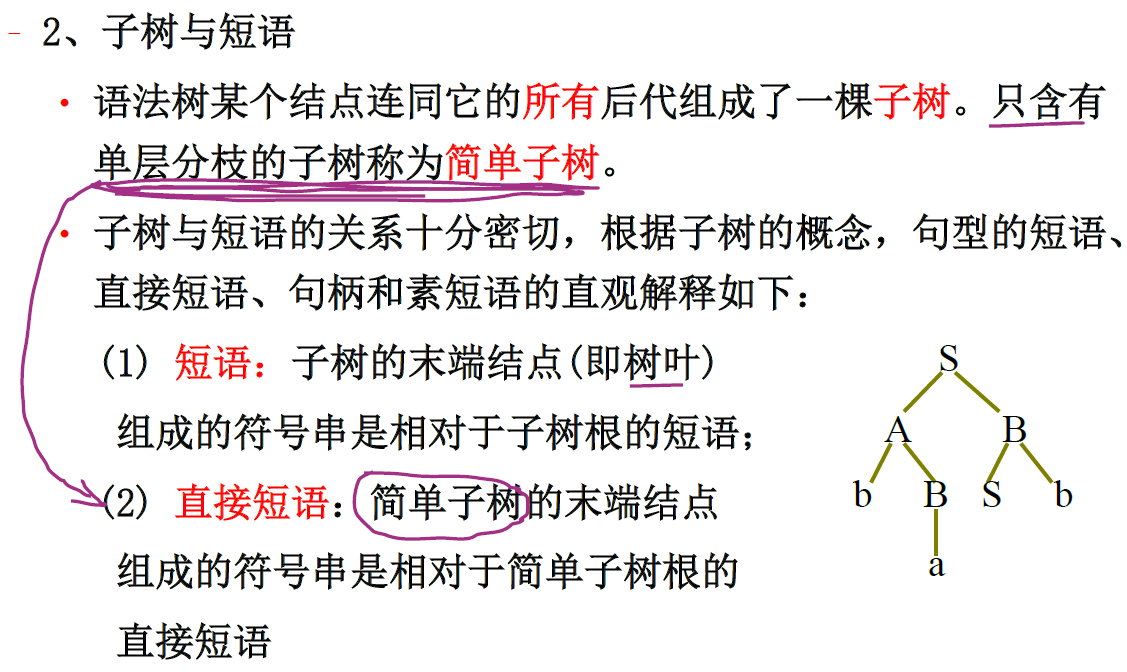 – 2、子树与短语
• 语法树某个结点连同它的所有后代组成了一棵子树。只含有
单层分枝的子树称为简单子树。
• 子树与短语的关系十分密切，根据子树的概念，句型的短语、
直接短语、句柄和素短语的直观解释如下：
(1) 短语：子树的末端结点(即树叶)
组成的符号串是相对于子树根的短语；
(2) 直接短语：简单子树的末端结点
组成的符号串是相对于简单子树根的
直接短语
S
A B
b B S b
a